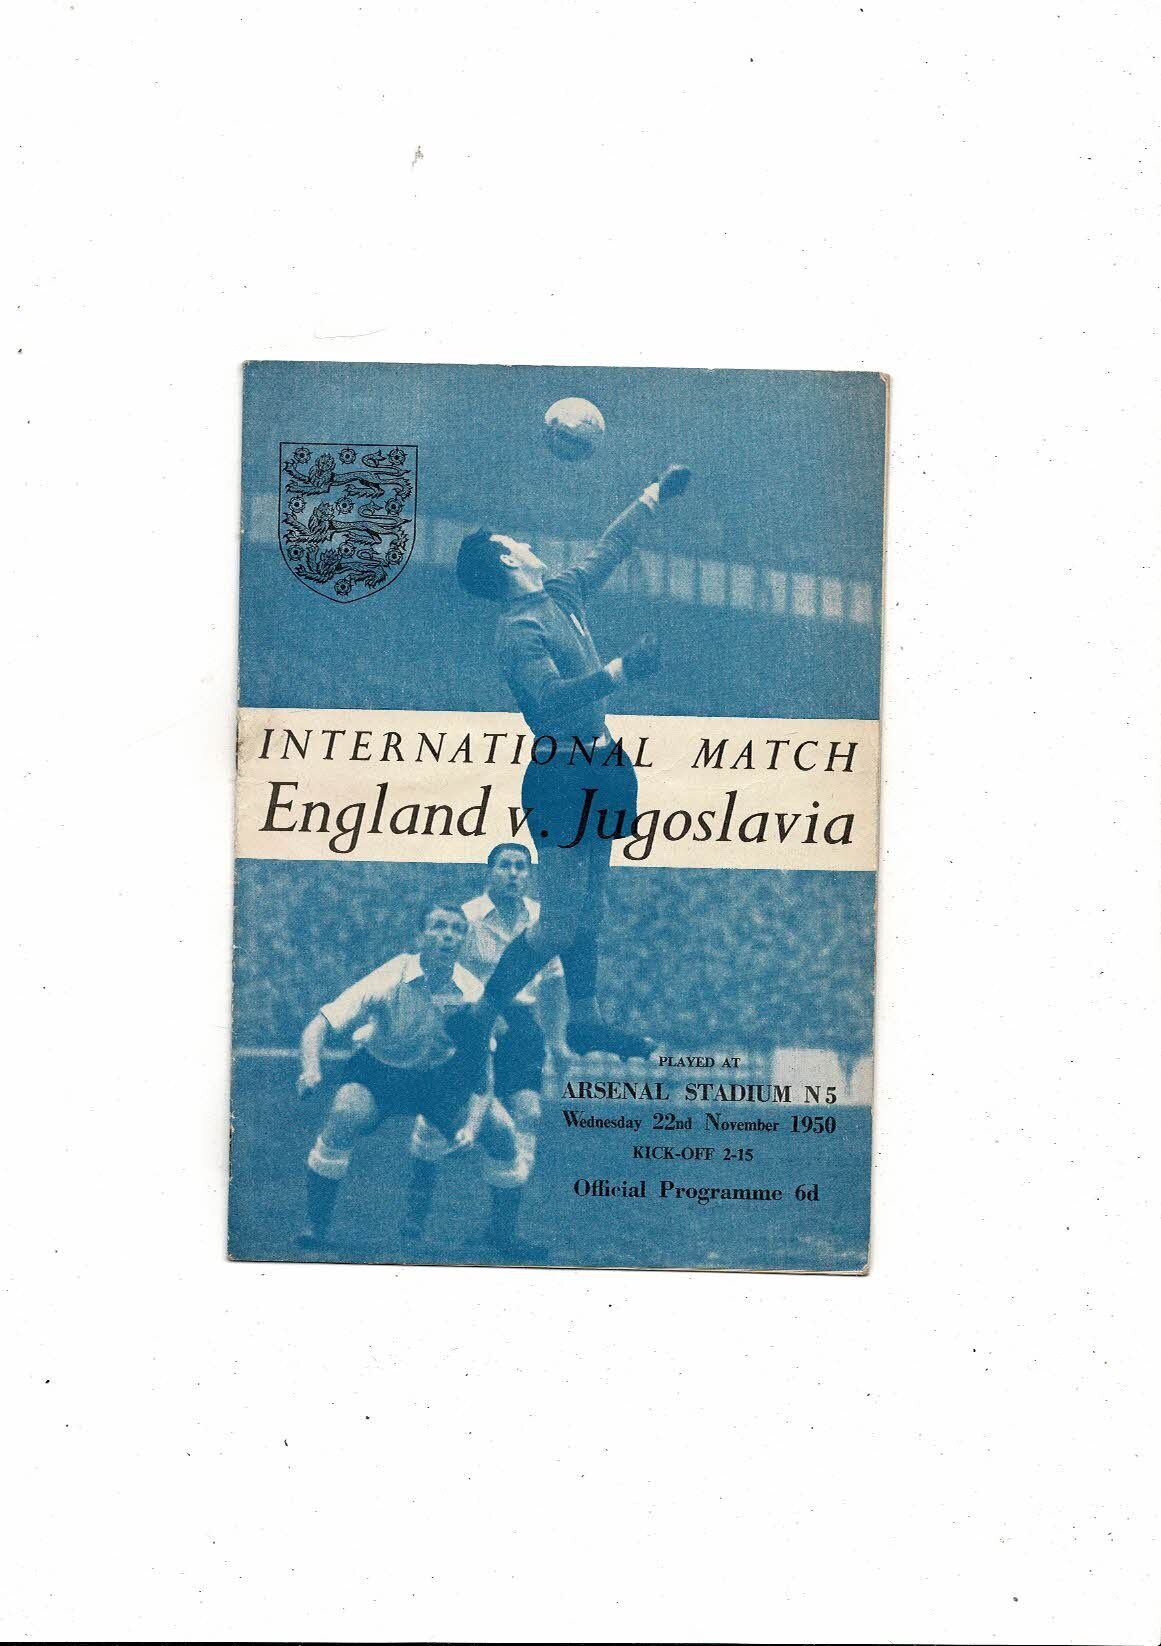 INTERNATIONAL MATCH
England v. Jugoslavia
PLAYED AT
ARSENAL STADIUM N5
Wednesday 22nd November 1950
KICK-OFF 2-15
Official Programme 6d